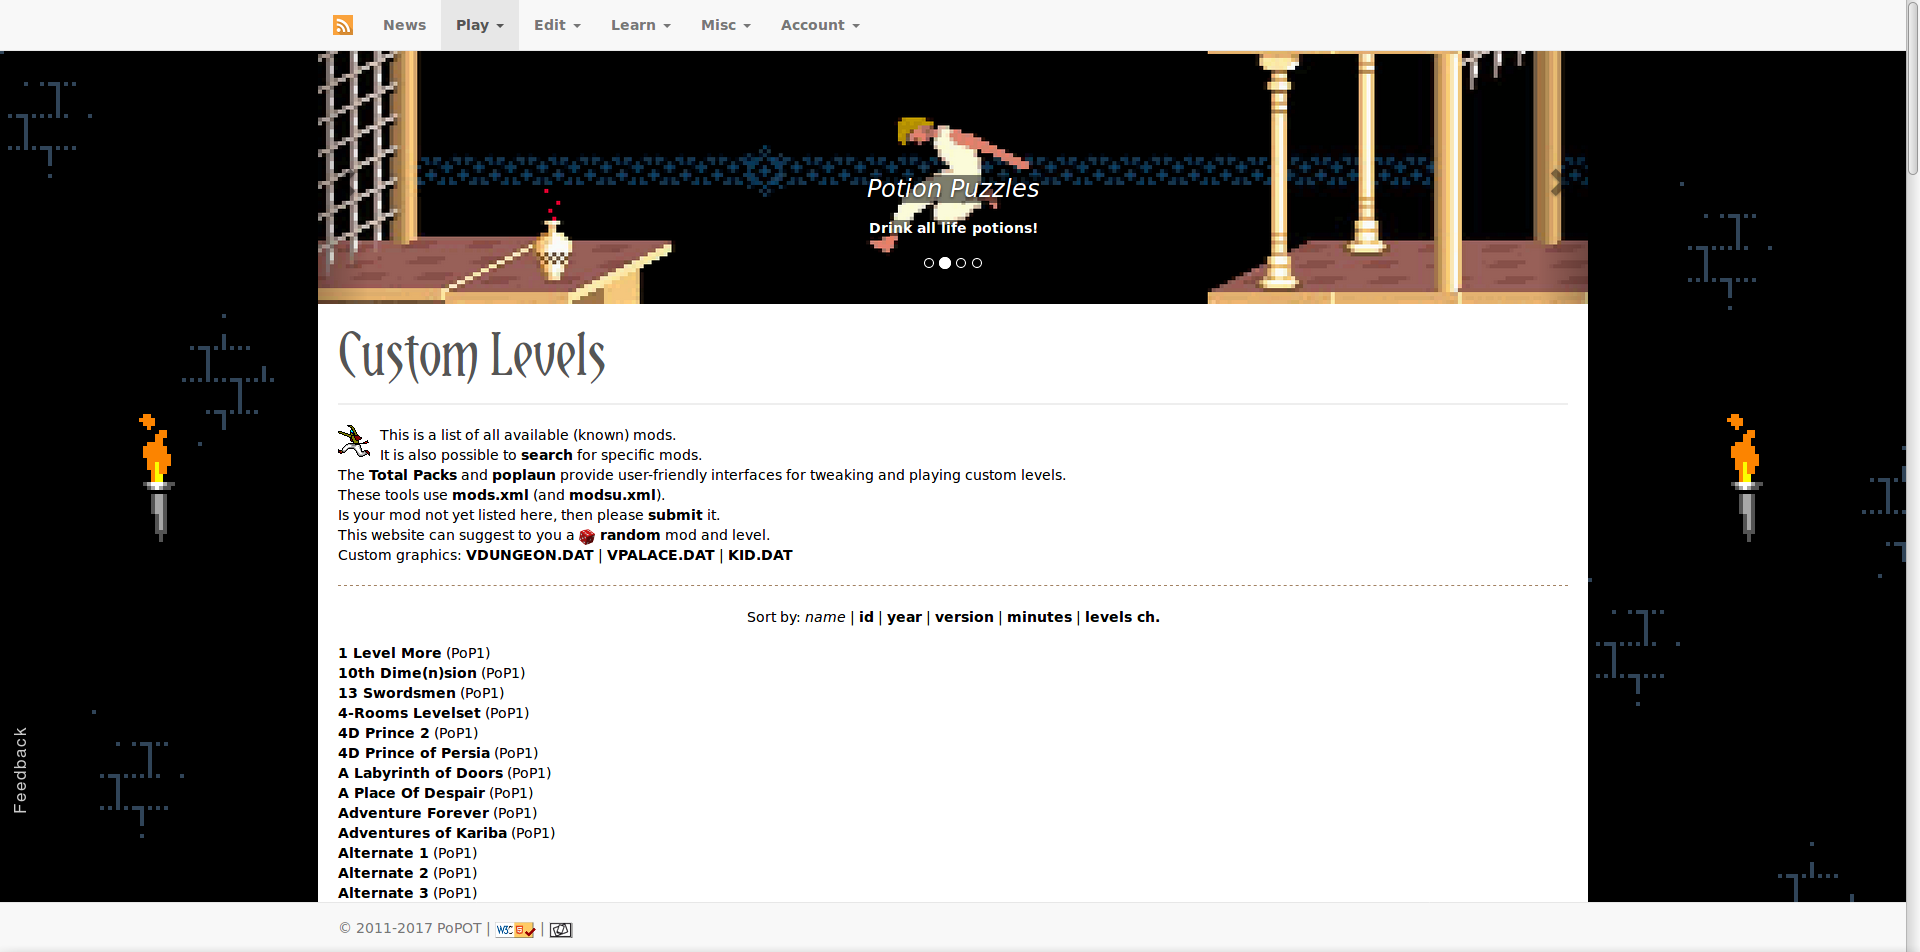 News Play Edit Learn Misc Account
Potion Puzzles
Drink all life potions!
Custom Levels
This is a list of all available (known) mods.
It is also possible to search for specific mods.
The Total Packs and poplaun provide user-friendly interfaces for tweaking and playing custom levels.
These tools use mods.xml (and modsu.xml).
Is your mod not yet listed here, then please submit it.
This website can suggest to you a random mod and level.
Custom graphics: VDUNGEON.DAT | VPALACE.DAT | KID.DAT
Sort by: name | id | year | version | minutes | levels ch.
1 Level More (PoP1)
10th Dime(n)sion (PoP1)
13 Swordsmen (PoP1)
4-Rooms Levelset (PoP1)
4D Prince 2 (PoP1)
4D Prince of Persia (PoP1)
A Labyrinth of Doors (PoP1)
A Place Of Despair (PoP1)
Adventure Forever (PoP1)
Adventures of Kariba (PoP1)
Alternate 1 (PoP1)
Alternate 2 (PoP1)
Alternate 3 (PoP1)
Feedback
© 2011-2017 PoPOT | W3C 5 |